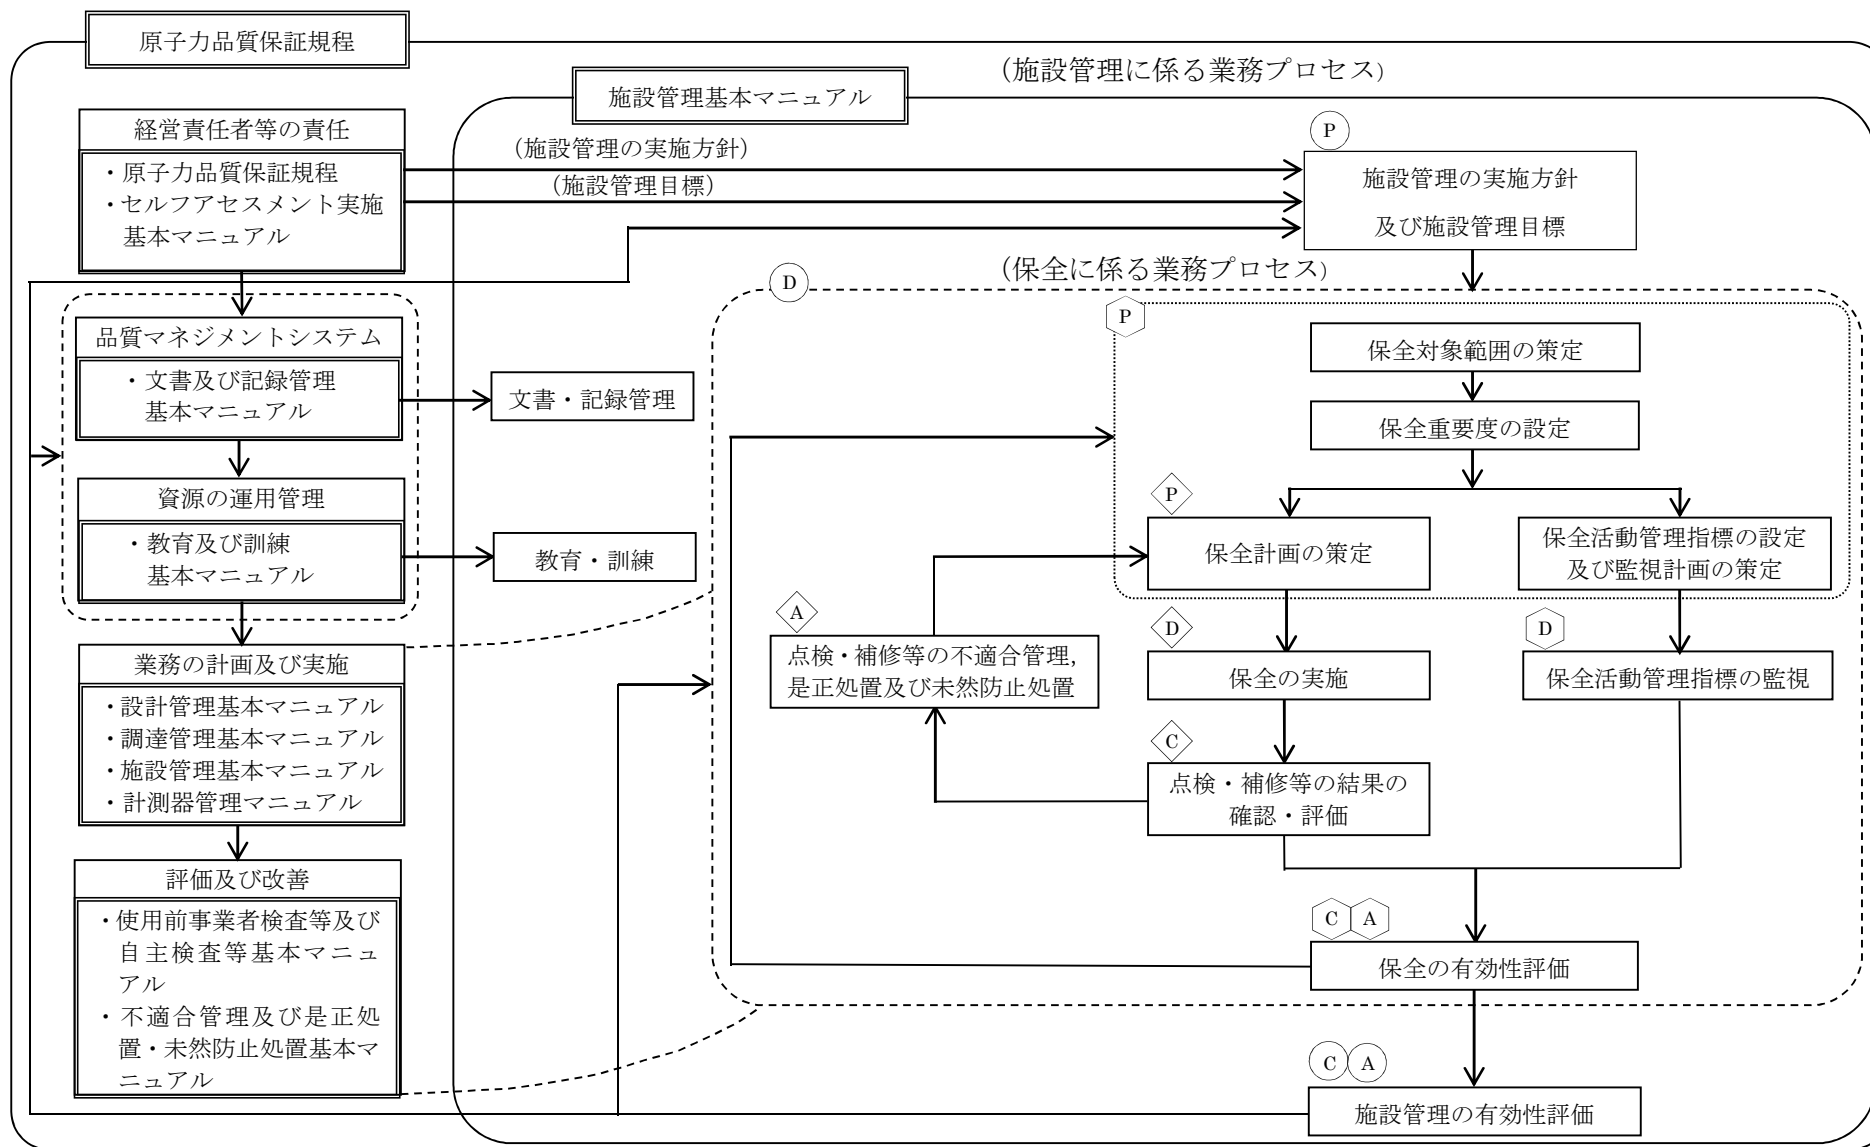 原子力品質保証規程
(施設管理に係る業務プロセス)
施設管理基本マニュアル
経営責任者等の責任
・原子力品質保証規程
・セルフアセスメント実施
基本マニュアル
(施設管理の実施方針)
(施設管理目標)
P
施設管理の実施方針
及び施設管理目標
(保全に係る業務プロセス)
D
品質マネジメントシステム
・文書及び記録管理
基本マニュアル
文書・記録管理
資源の運用管理
・教育及び訓練
基本マニュアル
教育・訓練
業務の計画及び実施
・設計管理基本マニュアル
・調達管理基本マニュアル
・施設管理基本マニュアル
・計測器管理マニュアル
評価及び改善
・使用前事業者検査等及び
自主検査等基本マニュ
アル
・不適合管理及び是正処
置・未然防止処置基本マ
ニュアル
P
保全対象範囲の策定
保全重要度の設定
P
保全計画の策定
保全活動管理指標の設定
及び監視計画の策定
A
点検・補修等の不適合管理,
是正処置及び未然防止処置
D
保全の実施
D
保全活動管理指標の監視
C
点検・補修等の結果の
確認・評価
C A
保全の有効性評価
C A
施設管理の有効性評価